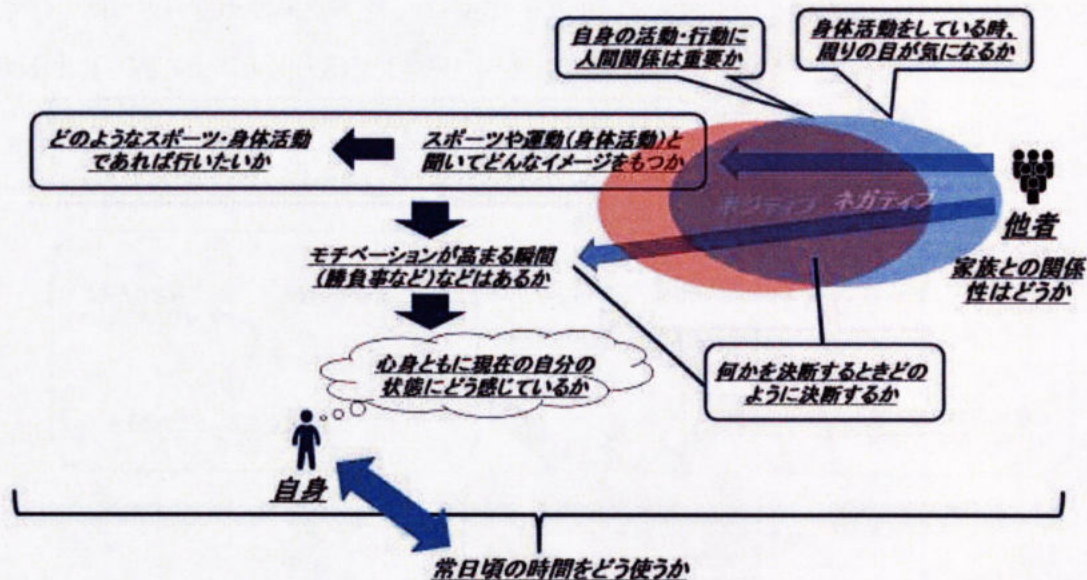 自身の活動・行動に
人間関係は重要か
身体活動をしている時、
周りの目が気になるか
どのようなスポーツ・身体活動
であれば行いたいか
スポーツや運動(身体活動)と
聞いてどんなイメージをもつか
ポジティブ
ネガティブ
他者
家族との関係
性はどうか
モチベーションが高まる瞬間
(勝負事など)などはあるか
心身ともに現在の自分の
状態にどう感じているか
何かを決断するときどの
ように決断するか
自身
常日頃の時間をどう使うか